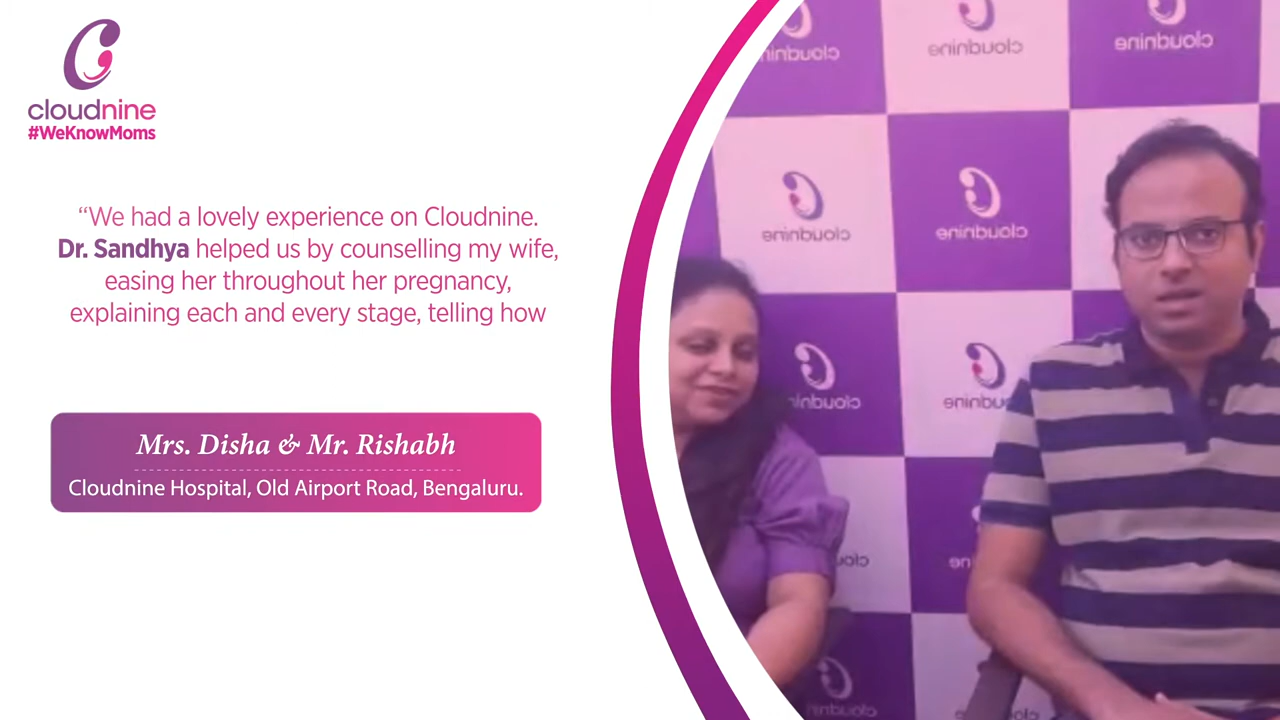 cloudnine
#WeKnowMoms
“We had a lovely experience on Cloudnine.
Dr. Sandhya helped us by counselling my wife,
easing her throughout her pregnancy,
explaining each and every stage, telling how
Mrs. Disha & Mr. Rishabh
Cloudnine Hospital, Old Airport Road, Bengaluru.
cloudnine
cloudnine
cloudnine
cloudnine
cloudnine
cloudnine
cloudnine